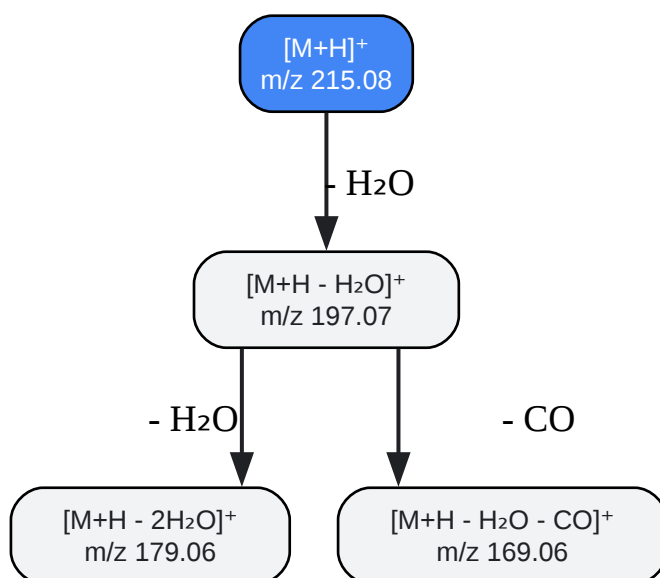 [M+H]⁺
m/z 215.08
- H₂O
[M+H - H₂O]⁺
m/z 197.07
- H₂O
- CO
[M+H - 2H₂O]⁺
m/z 179.06
[M+H - H₂O - CO]⁺
m/z 169.06